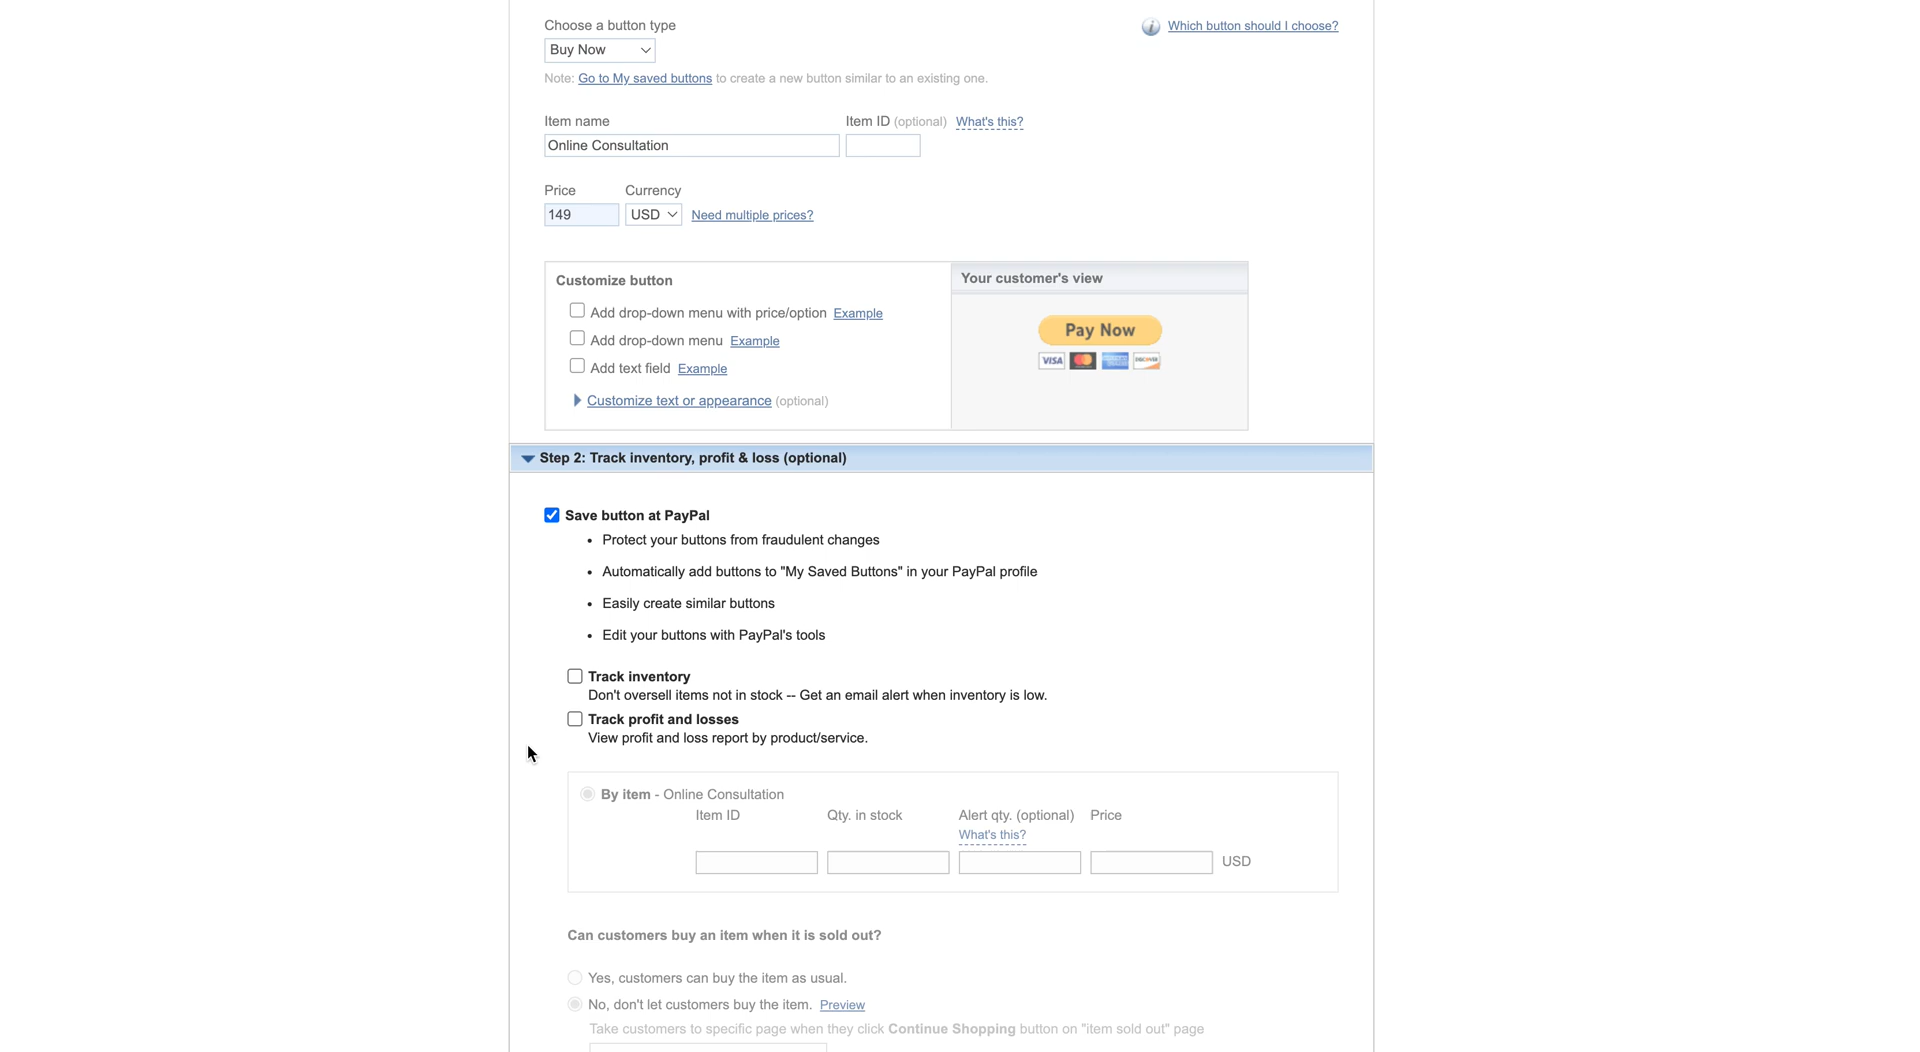 Choose a button type
Which button should I choose?
Buy Now
Note: Go to My saved buttons to create a new button similar to an existing one.
Item name
Item ID (optional) What's this?
Online Consultation
Price
Currency
149
USD
Need multiple prices?
Customize button
Your customer's view
Add drop-down menu with price/option Example
Pay Now
Add drop-down menu Example
VISA
DISCOVER
Add text field Example
Customize text or appearance (optional)
Step 2: Track inventory, profit & loss (optional)
Save button at PayPal
• Protect your buttons from fraudulent changes
• Automatically add buttons to "My Saved Buttons" in your PayPal profile
• Easily create similar buttons
• Edit your buttons with PayPal's tools
Track inventory
Don't oversell items not in stock -- Get an email alert when inventory is low.
Track profit and losses
View profit and loss report by product/service.
By item - Online Consultation
Item ID
Qty. in stock
Alert qty. (optional)
Price
What's this?
USD
Can customers buy an item when it is sold out?
Yes, customers can buy the item as usual.
No, don't let customers buy the item. Preview
Take customers to specific page when they click Continue Shopping button on "item sold out" page